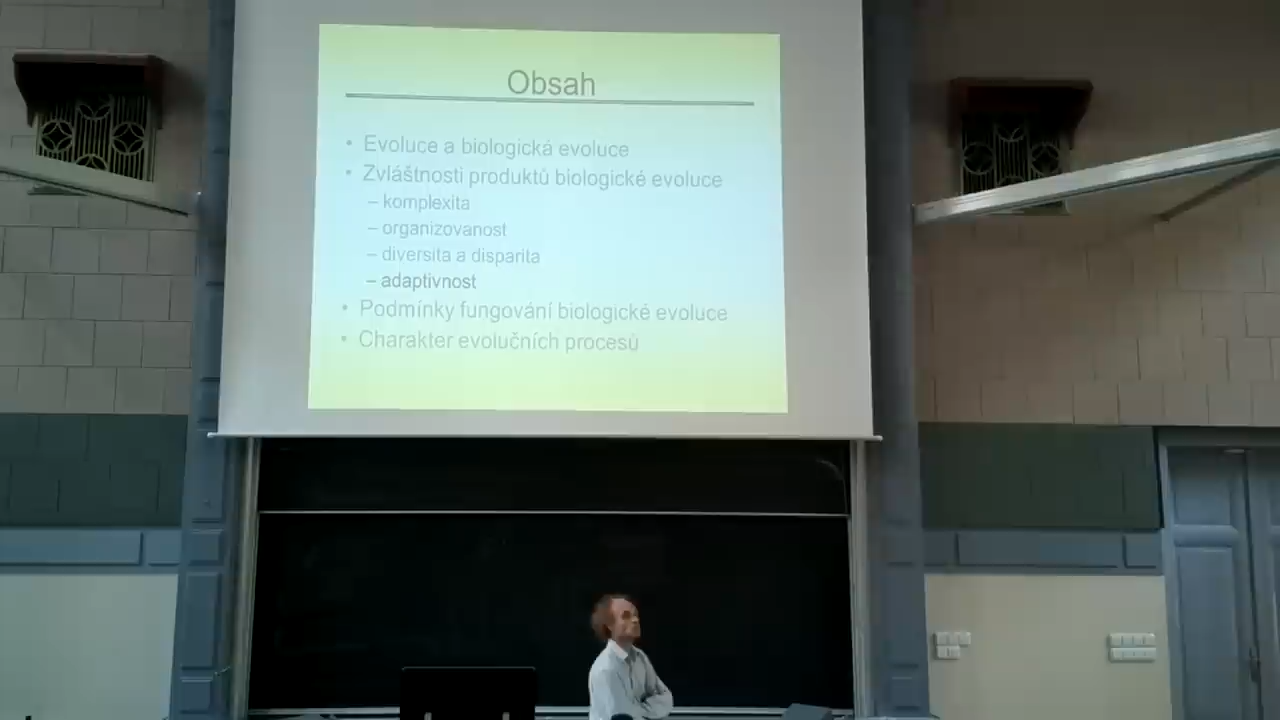 Obsah
• Evoluce a biologická evoluce
• Zvláštnosti produktů biologické evoluce
– komplexita
– organizovanost
– diversita a disparita
– adaptivnost
• Podmínky fungování biologické evoluce
• Charakter evolučních procesů